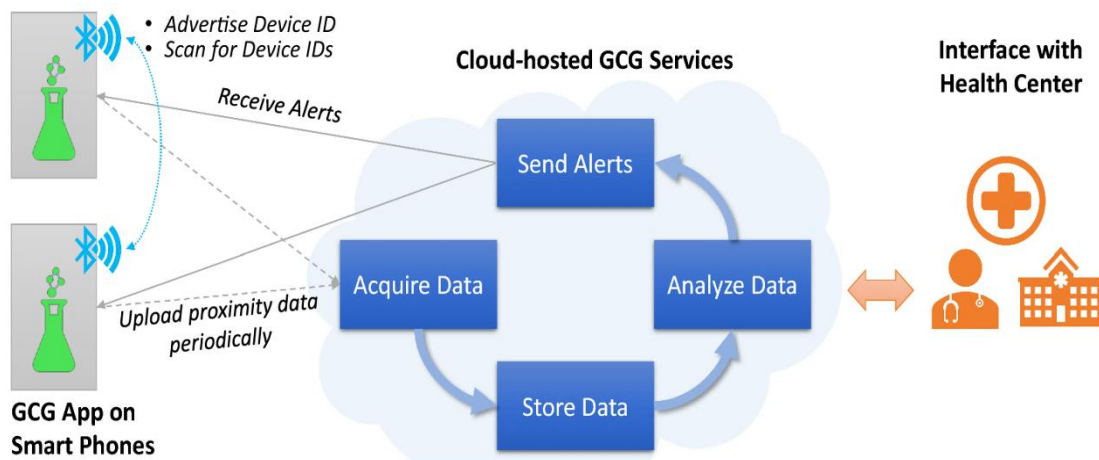 • Advertise Device ID
• Scan for Device IDs
Cloud-hosted GCG Services
Interface with
Health Center
Receive Alerts
Send Alerts
Acquire Data
Analyze Data
Upload proximity data
periodically
Store Data
GCG App on
Smart Phones